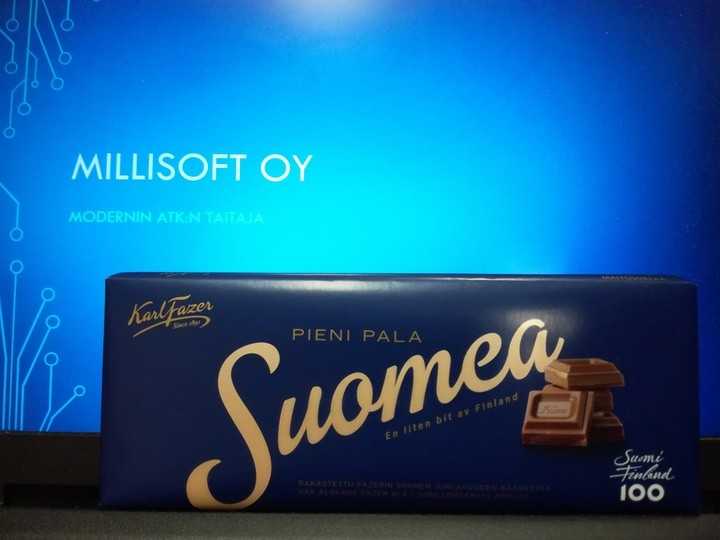 MILLISOFT OY
MODERNIN ATK:N TAITAJA
Karl Fazer
Since 1891
PIENI PALA
Suomea
En liten bit av Finland
Suomi
Finland
100